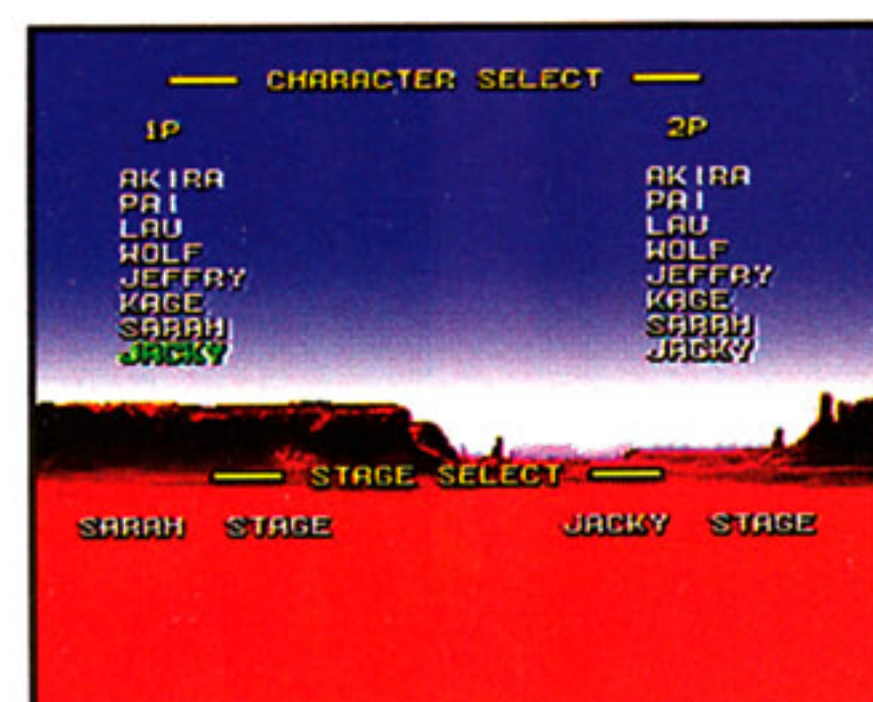 CHARACTER SELECT
1P 2P
AKIRA AKIRA
PAI PAI
LAU LAU
WOLF WOLF
JEFFRY JEFFRY
KAGE KAGE
SARAH SARAH
JACKY JACKY
STAGE SELECT
SARAH STAGE JACKY STAGE